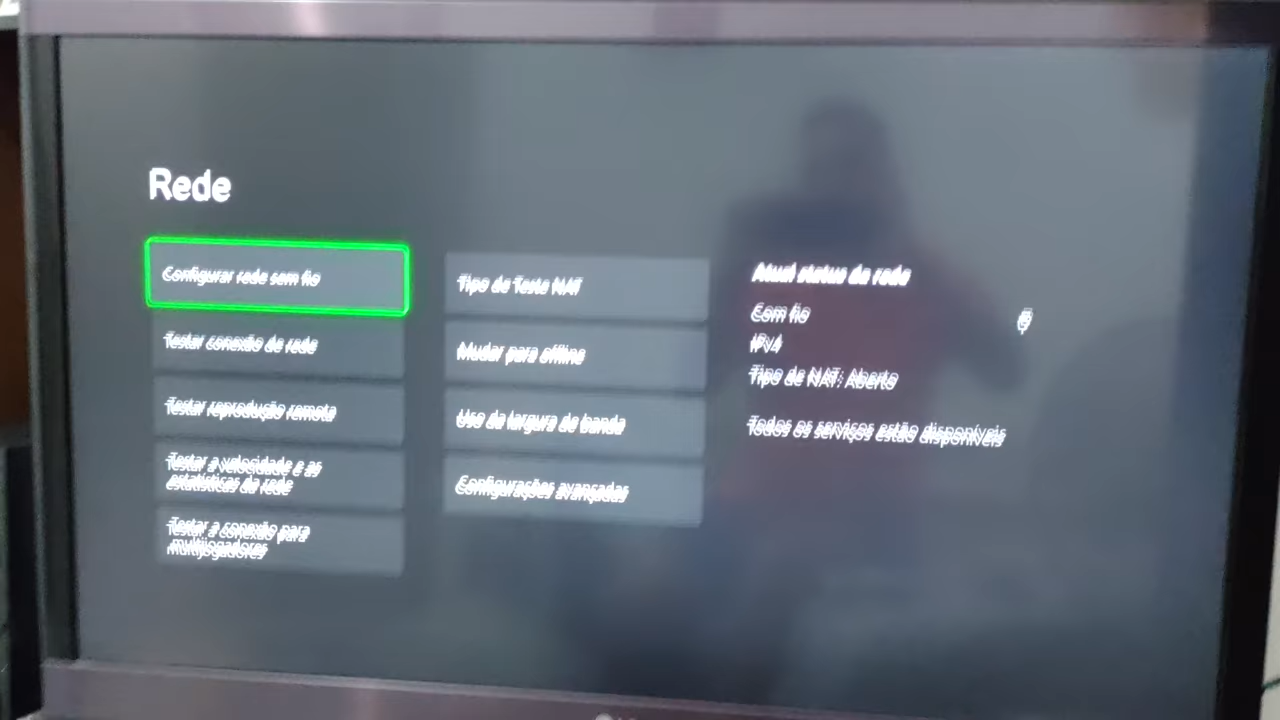 Rede
Configurar rede sem fio
Testar conexão de rede
Testar reprodução remota
Testar a velocidade e as
estatísticas da rede
Testar a conexão para
multijogadores
Tipo de Teste NAT
Mudar para offline
Uso da largura de banda
Configurações avançadas
Atual status da rede
Com fio
IPv4
Tipo de NAT: Aberto
Todos os serviços estão disponíveis